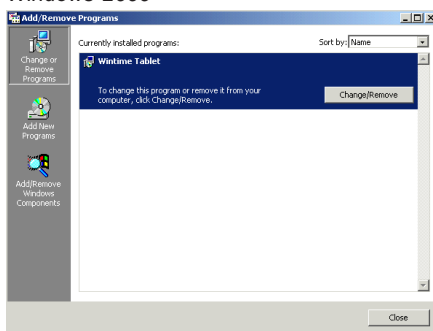 Windows 2000
Add/Remove Programs
Change or
Remove
Programs
Add New
Programs
Add/Remove
Windows
Components
Currently installed programs:
Sort by: Name
Wintime Tablet
To change this program or remove it from your
computer, click Change/Remove.
Change/Remove
Close